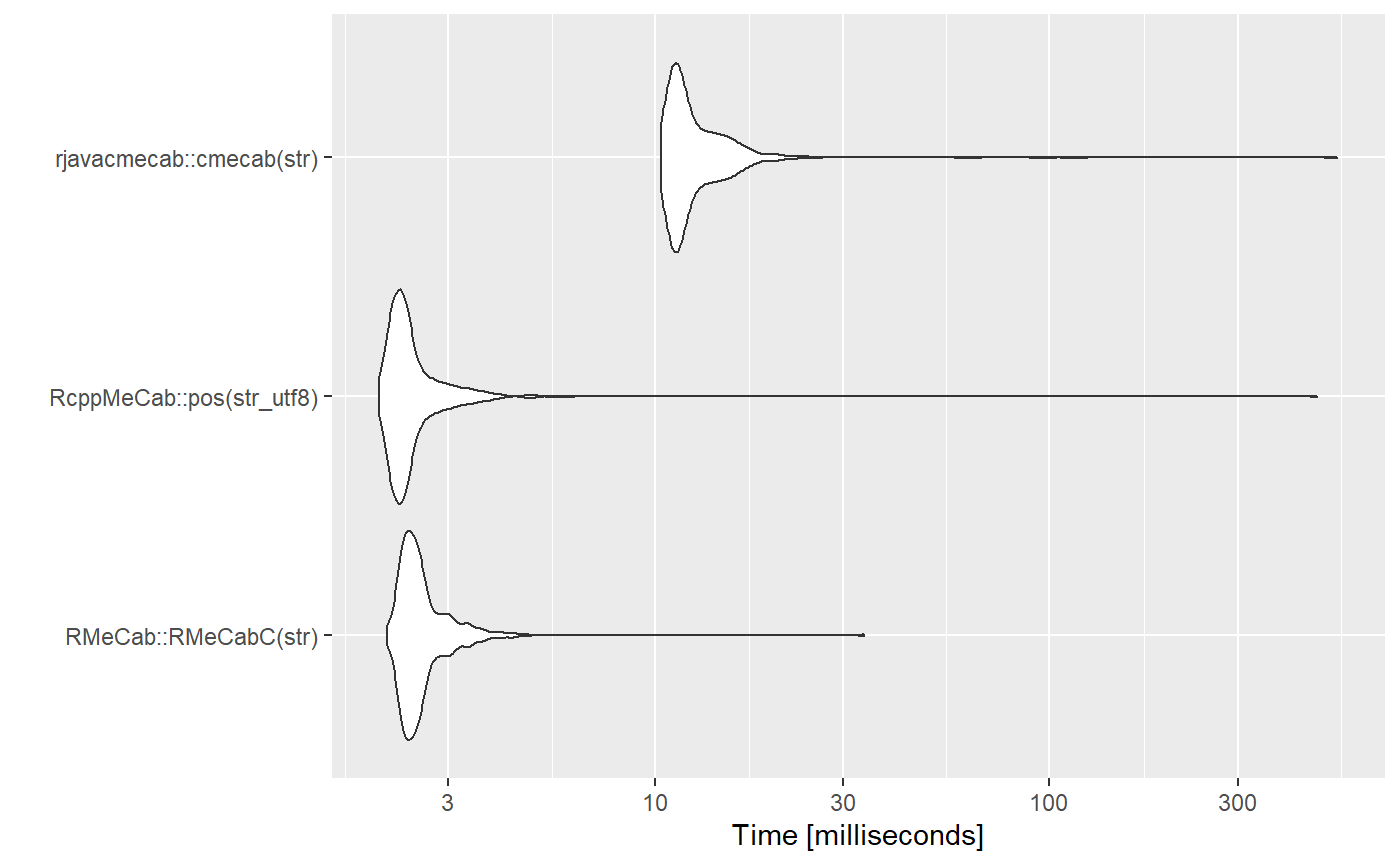 rjavacmecab::cmecab(str)
RcppMeCab::pos(str_utf8)
RMeCab::RMeCabC(str)
3 10 30 100 300
Time [milliseconds]